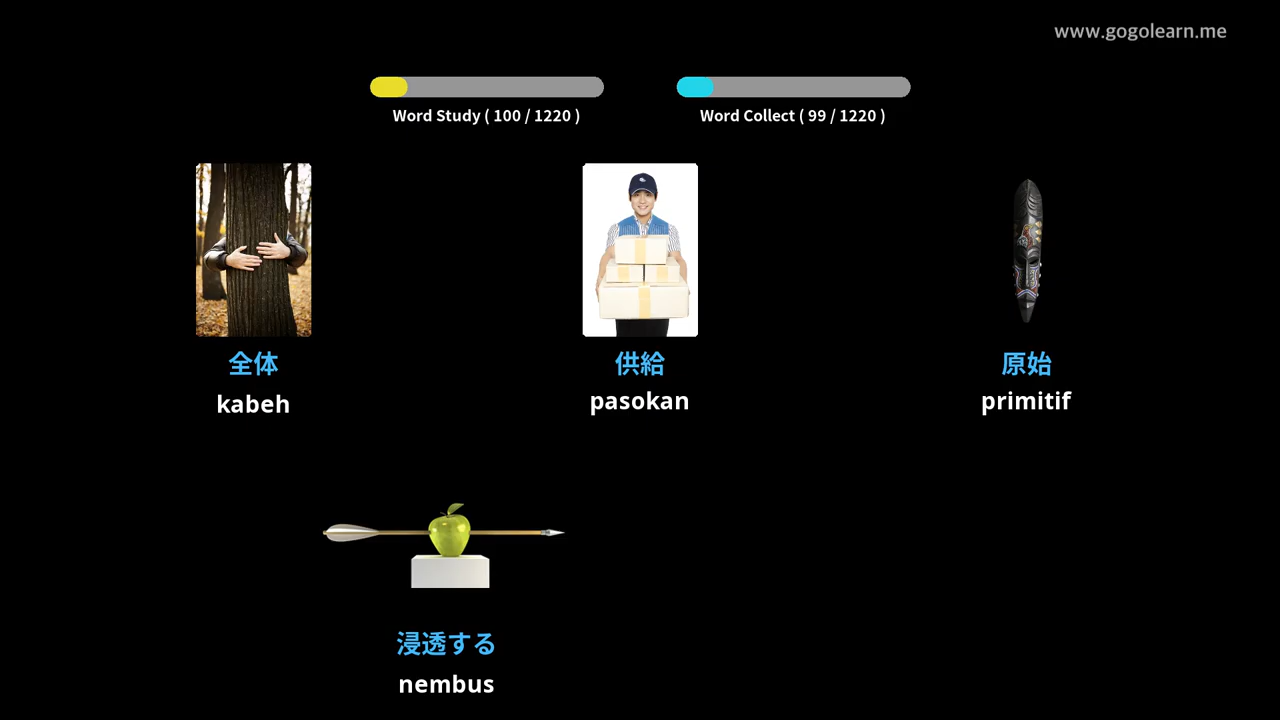 www.gogolearn.me
Word Study ( 100 / 1220 )
Word Collect ( 99 / 1220 )
全体
kabeh
供給
pasokan
原始
primitif
浸透する
nembus